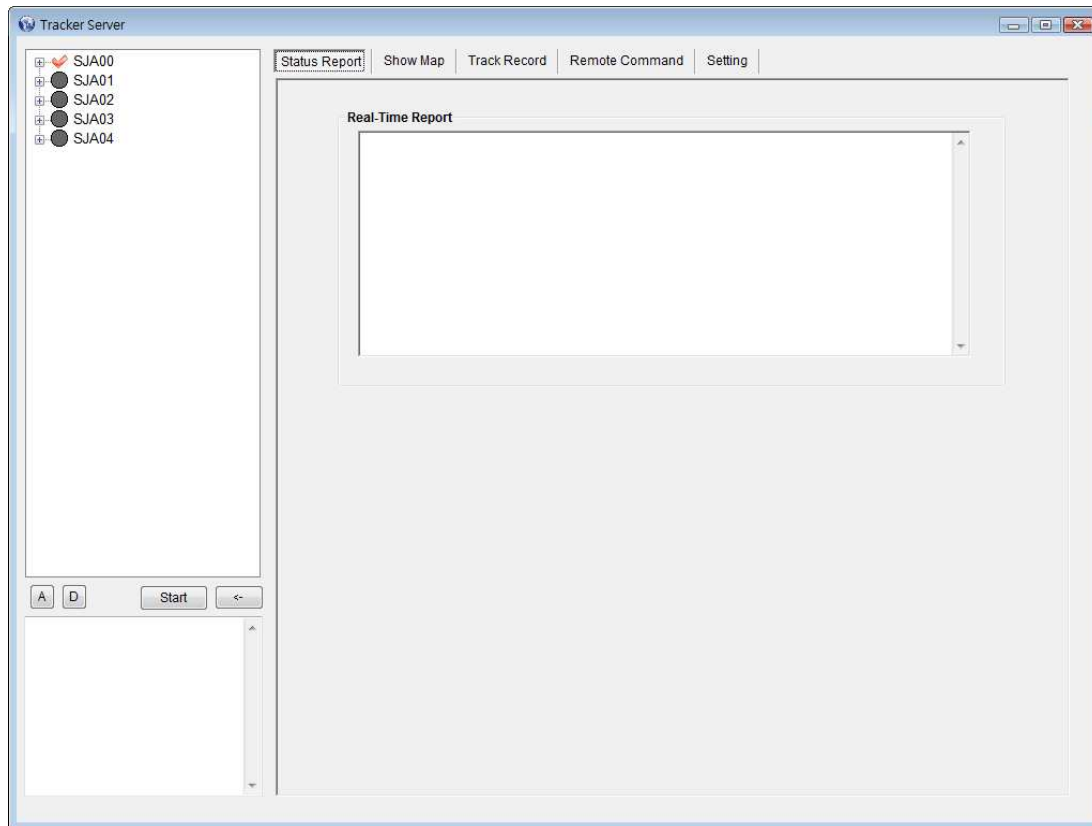 Tracker Server
SJA00
SJA01
SJA02
SJA03
SJA04
A D Start <-
Status Report Show Map Track Record Remote Command Setting
Real-Time Report